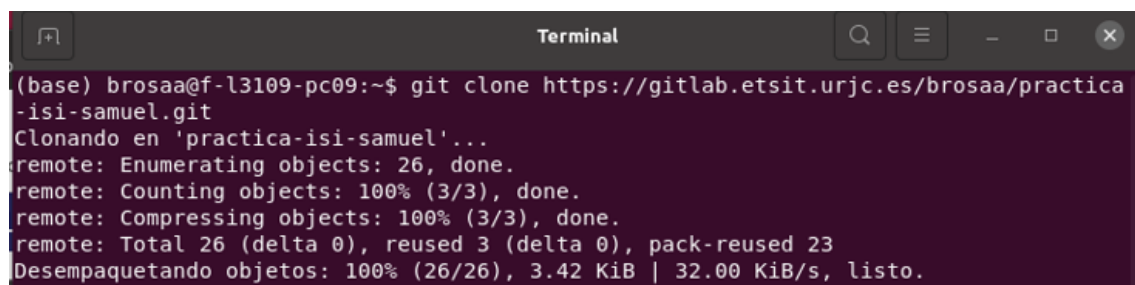 Terminal
(base) brosaa@f-l3109-pc09:~$ git clone https://gitlab.etsit.urjc.es/brosaa/practica
-isi-samuel.git
Clonando en 'practica-isi-samuel'...
remote: Enumerating objects: 26, done.
remote: Counting objects: 100% (3/3), done.
remote: Compressing objects: 100% (3/3), done.
remote: Total 26 (delta 0), reused 3 (delta 0), pack-reused 23
Desempaquetando objetos: 100% (26/26), 3.42 KiB | 32.00 KiB/s, listo.